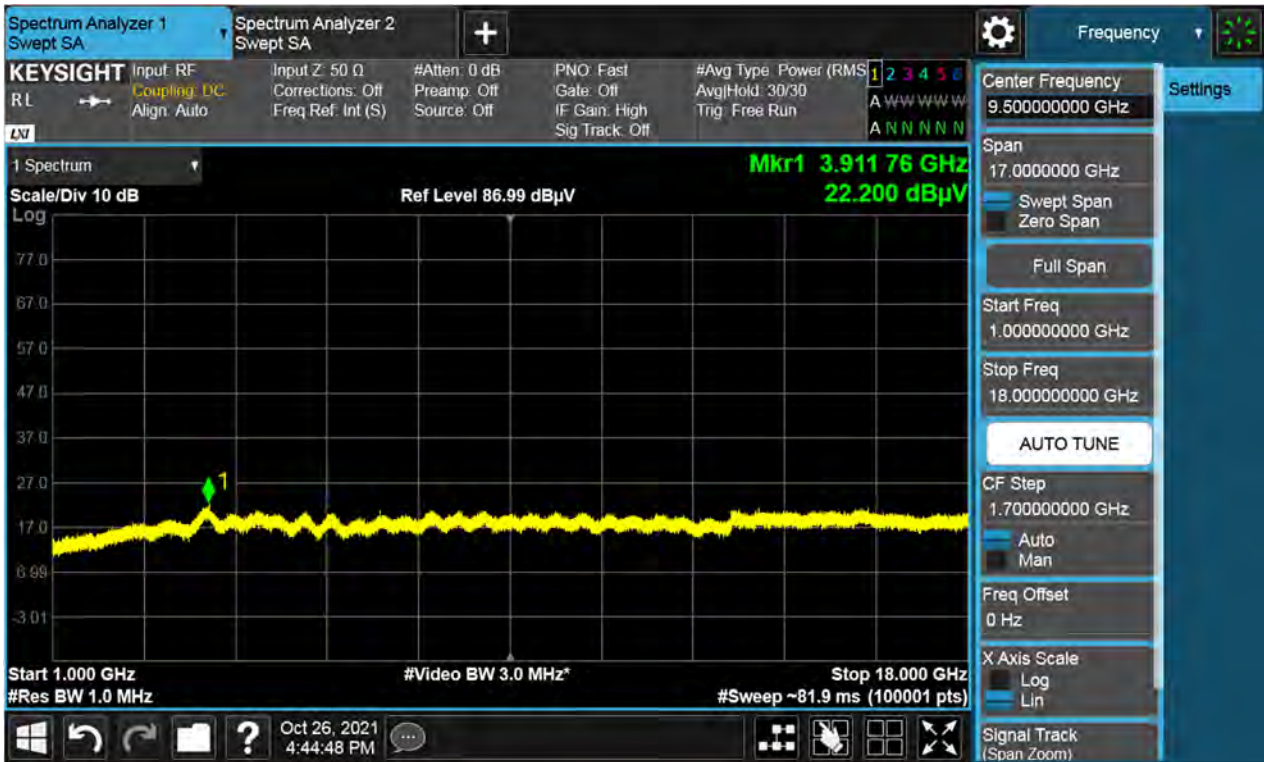 Spectrum Analyzer 1
Swept SA
Spectrum Analyzer 2
Swept SA
Frequency
KEYSIGHT
RL
LXI
Input: RF
Coupling: DC
Align: Auto
Input Z: 50 Ω
Corrections: Off
Freq Ref: Int (S)
#Atten: 0 dB
Preamp: Off
Source: Off
PNO: Fast
Gate: Off
IF Gain: High
Sig Track: Off
#Avg Type: Power (RMS
Avg|Hold: 30/30
Trig: Free Run
1 2 3 4 5 6
A W W W W W
A N N N N N
1 Spectrum
Mkr1 3.911 76 GHz
Scale/Div 10 dB
Ref Level 86.99 dBµV
22.200 dBµV
Log
77.0
67.0
57.0
47.0
37.0
27.0
17.0
6.99
-3.01
1
Start 1.000 GHz
#Video BW 3.0 MHz*
Stop 18.000 GHz
#Res BW 1.0 MHz
#Sweep ~81.9 ms (100001 pts)
?
Oct 26, 2021
4:44:48 PM
Center Frequency
9.500000000 GHz
Settings
Span
17.0000000 GHz
Swept Span
Zero Span
Full Span
Start Freq
1.000000000 GHz
Stop Freq
18.000000000 GHz
AUTO TUNE
CF Step
1.700000000 GHz
Auto
Man
Freq Offset
0 Hz
X Axis Scale
Log
Lin
Signal Track
(Span Zoom)